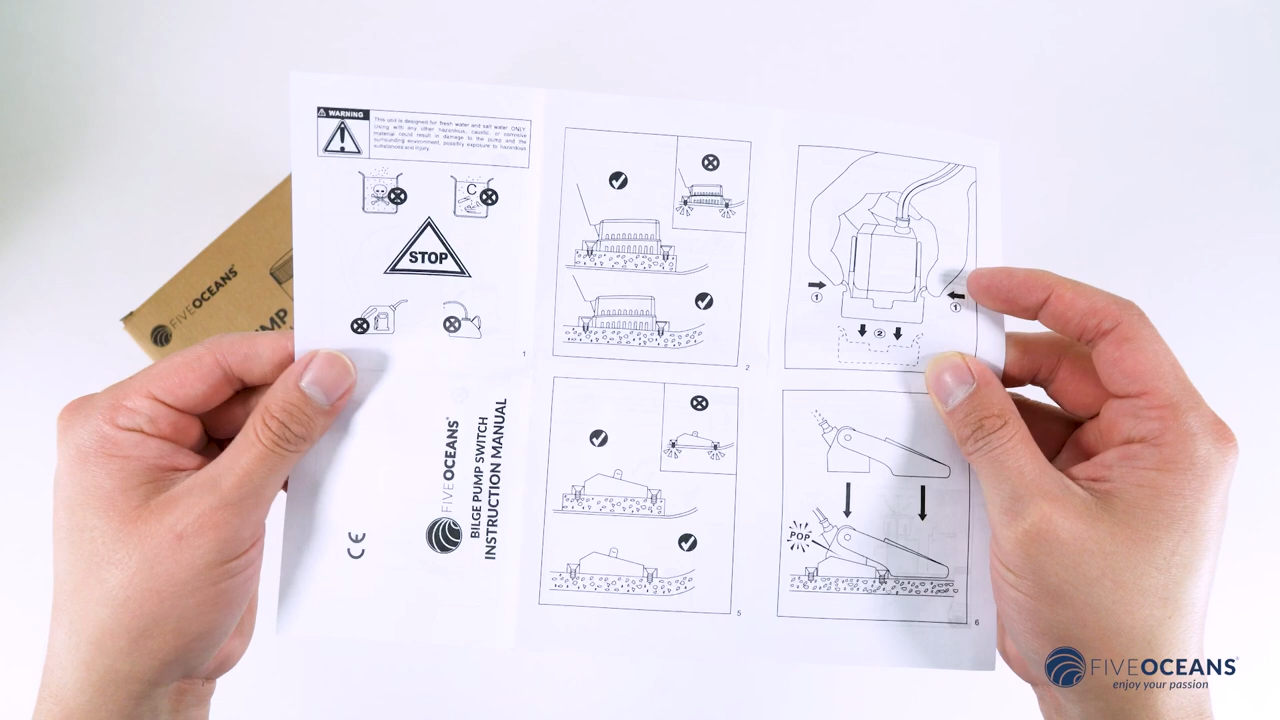 WARNING
This unit is designed for fresh water and salt water ONLY.
Using with any other hazardous, caustic, or corrosive
material could result in damage to the pump and the
surrounding environment, possibly exposure to hazardous
substances and injury.
C
STOP
1
2
1
1
2
FIVEOCEANS®
BILGE PUMP SWITCH
INSTRUCTION MANUAL
CE
5
POP
6
FIVEOCEANS®
FIVEOCEANS®
enjoy your passion